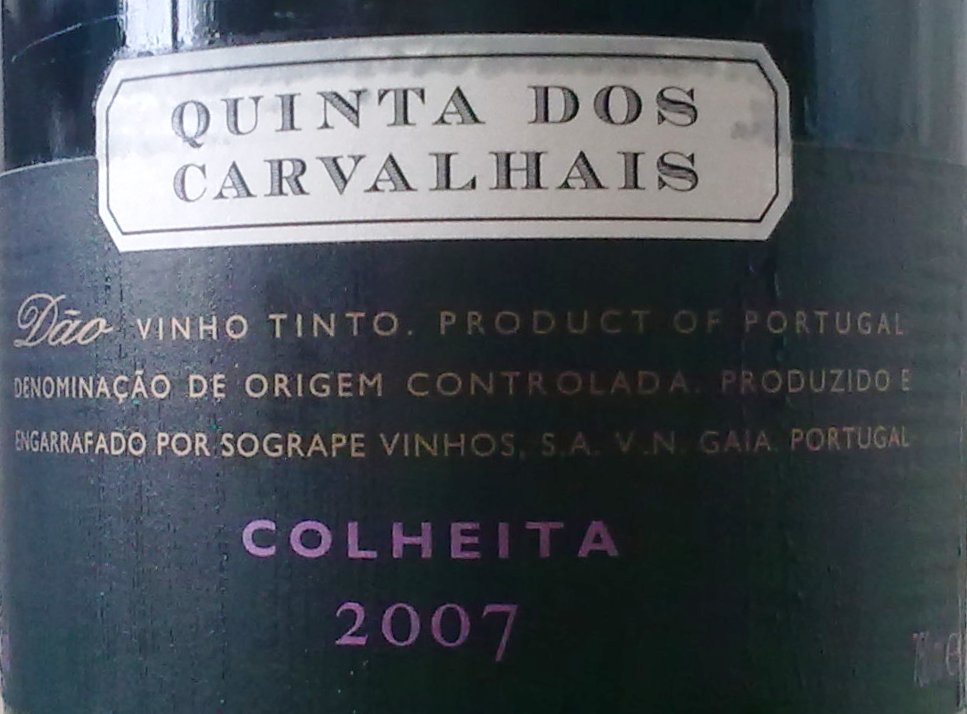 QUINTA DOS
CARVALHAIS
Dão VINHO TINTO. PRODUCT OF PORTUGAL
DENOMINAÇÃO DE ORIGEM CONTROLADA. PRODUZIDO E
ENGARRAFADO POR SOGRAPE VINHOS, S.A. V.N. GAIA. PORTUGAL
COLHEITA
2007